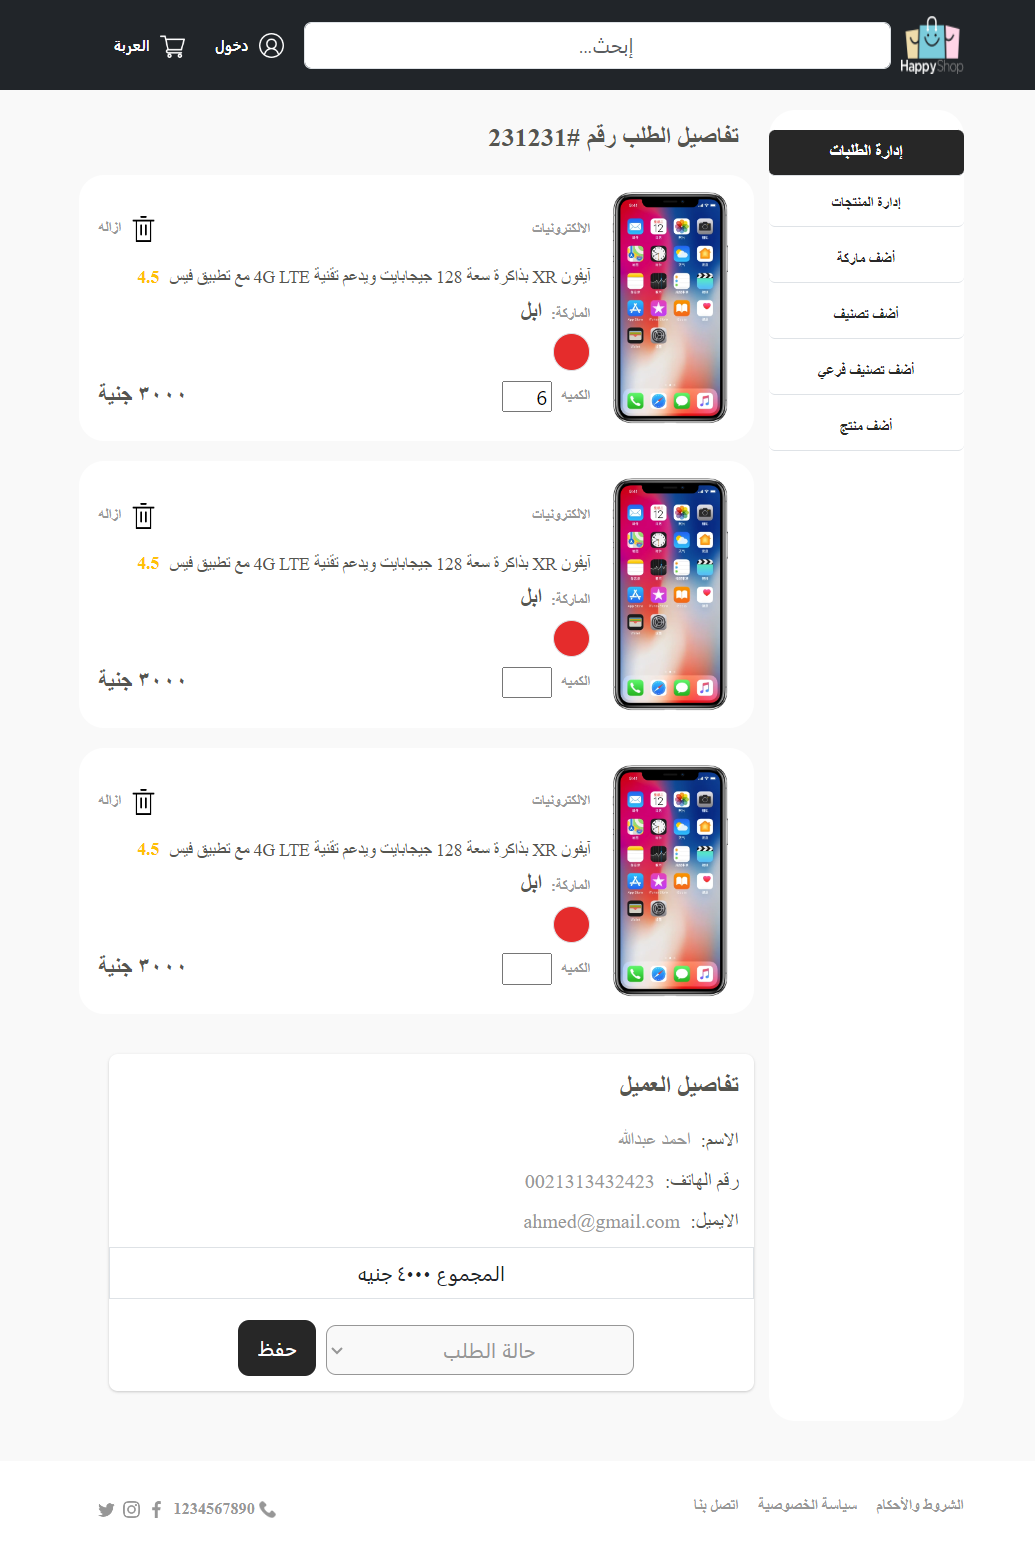 HappyShop
إبحث...
دخول
العربة
إدارة الطلبات
إدارة المنتجات
أضف ماركة
أضف تصنيف
أضف تصنيف فرعي
أضف منتج
تفاصيل الطلب رقم #231231
الالكترونيات
ازاله
آيفون XR بذاكرة سعة 128 جيجابايت ويدعم تقنية 4G LTE مع تطبيق فيس 4.5
الماركة: ابل
الكميه 6
٣٠٠٠ جنية
الالكترونيات
ازاله
آيفون XR بذاكرة سعة 128 جيجابايت ويدعم تقنية 4G LTE مع تطبيق فيس 4.5
الماركة: ابل
الكميه
٣٠٠٠ جنية
الالكترونيات
ازاله
آيفون XR بذاكرة سعة 128 جيجابايت ويدعم تقنية 4G LTE مع تطبيق فيس 4.5
الماركة: ابل
الكميه
٣٠٠٠ جنية
تفاصيل العميل
الاسم: احمد عبدالله
رقم الهاتف: 0021313432423
الايميل: ahmed@gmail.com
المجموع ٤٠٠٠ جنيه
حالة الطلب
حفظ
الشروط والأحكام
سياسة الخصوصية
اتصل بنا
1234567890